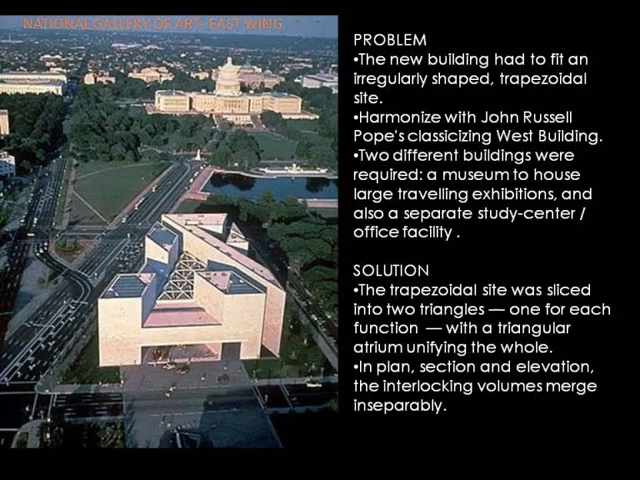 NATIONAL GALLERY OF ART- EAST WING
PROBLEM
•The new building had to fit an
irregularly shaped, trapezoidal
site.
•Harmonize with John Russell
Pope's classicizing West Building.
•Two different buildings were
required: a museum to house
large travelling exhibitions, and
also a separate study-center /
office facility .
SOLUTION
•The trapezoidal site was sliced
into two triangles — one for each
function — with a triangular
atrium unifying the whole.
•In plan, section and elevation,
the interlocking volumes merge
inseparably.